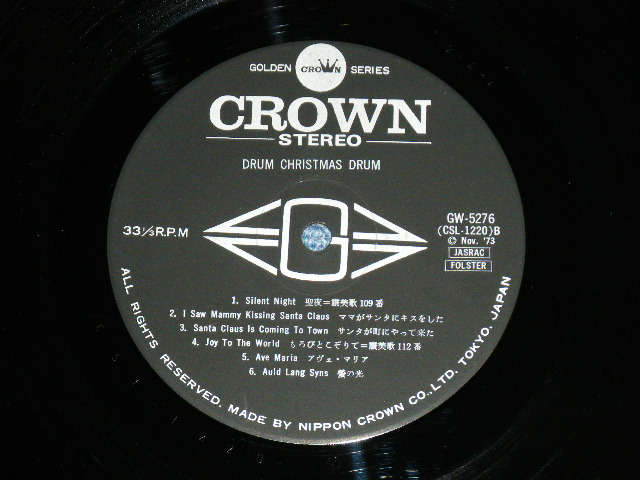 GOLDEN CROWN SERIES
CROWN
STEREO
DRUM CHRISTMAS DRUM
33⅓R.P.M
G
GW-5276
(CSL-1220)B
© Nov. '73
JASRAC
FOLSTER
1. Silent Night 聖夜=讃美歌109番
2. I Saw Mammy Kissing Santa Claus ママがサンタにキスをした
3. Santa Claus Is Coming To Town サンタが町にやって来た
4. Joy To The World もろびとこぞりて=讃美歌112番
5. Ave Maria アヴェ・マリア
6. Auld Lang Syns 螢の光
ALL RIGHTS RESERVED. MADE BY NIPPON CROWN CO.,LTD. TOKYO, JAPAN